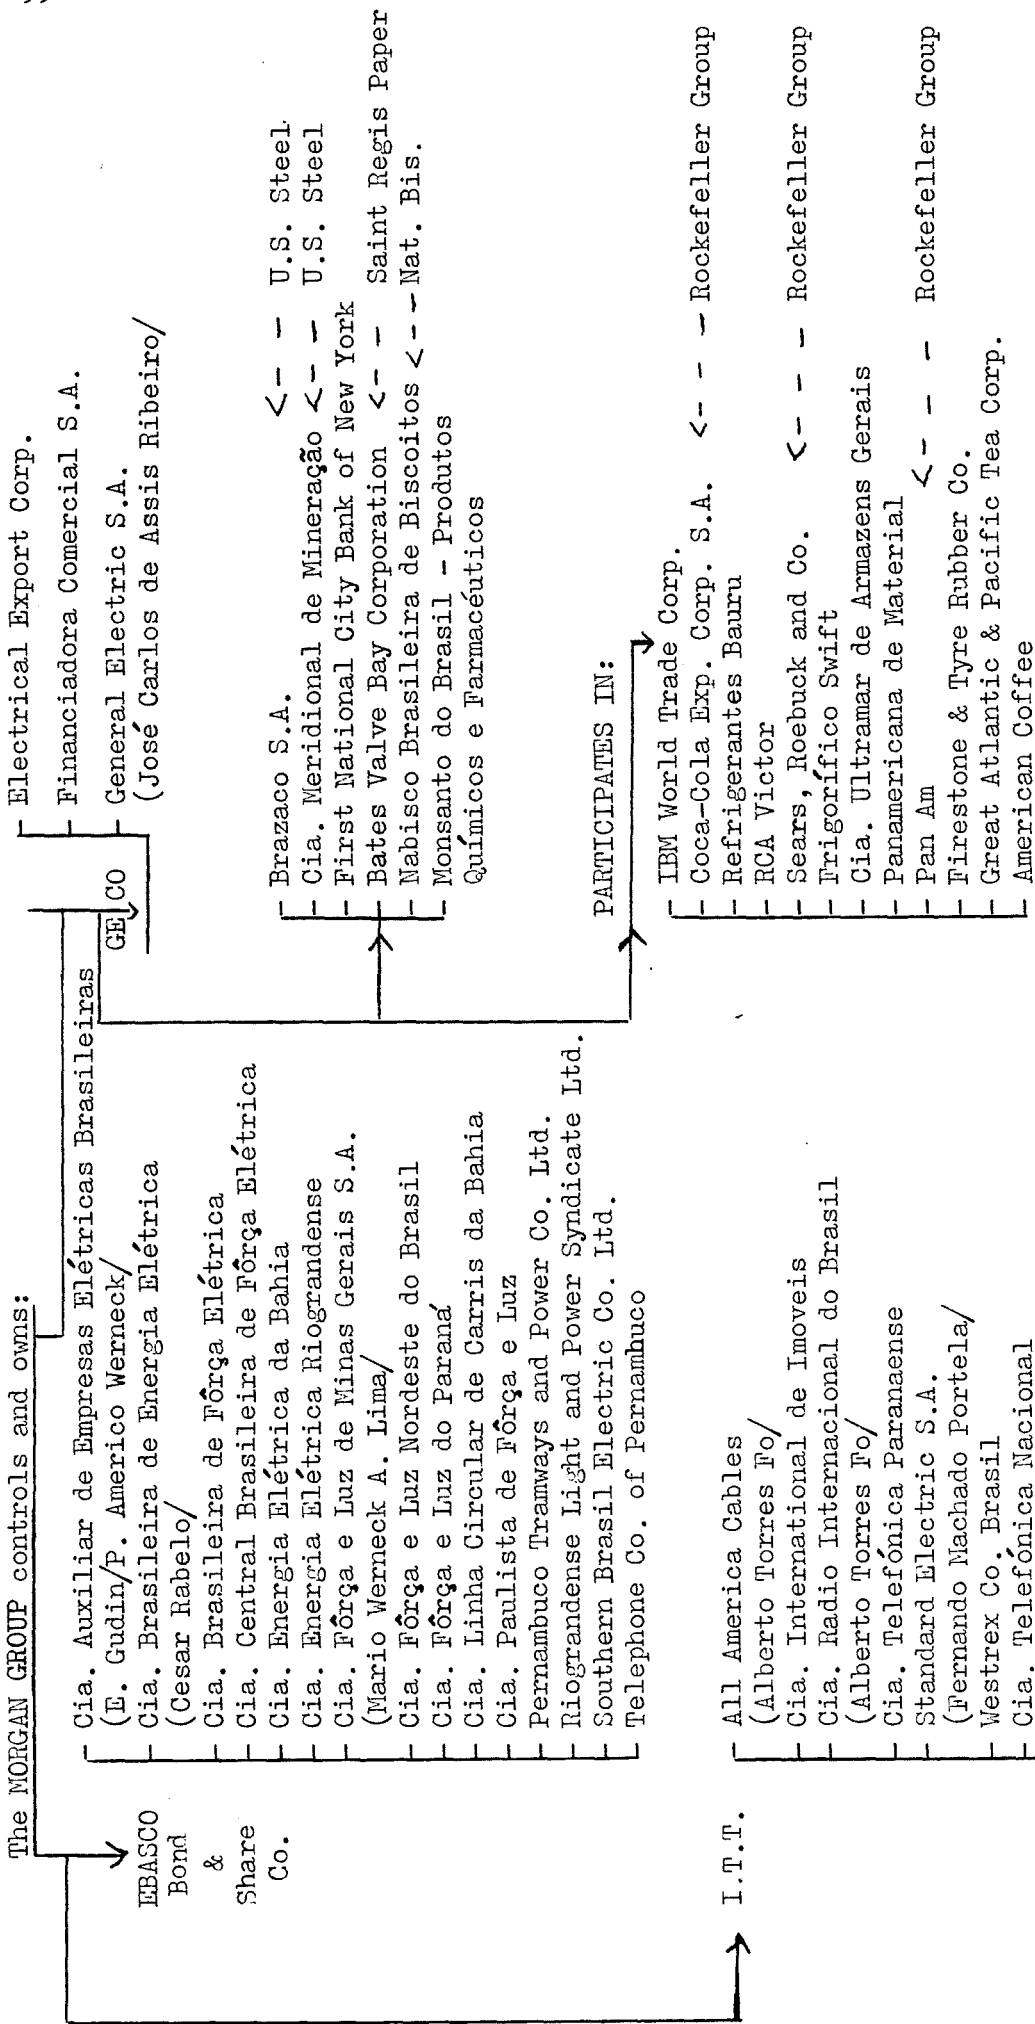 The MORGAN GROUP controls and owns:
EBASCO
Bond
&
Share
Co.
Cia. Auxiliar de Empresas Elétricas Brasileiras
(E. Gudin/P. Americo Werneck/
Cia. Brasileira de Energia Elétrica
(Cesar Rabelo/
Cia. Brasileira de Fôrça Elétrica
Cia. Central Brasileira de Fôrça Elétrica
Cia. Energia Elétrica da Bahia
Cia. Energia Elétrica Riograndense
Cia. Fôrça e Luz de Minas Gerais S.A.
(Mario Werneck A. Lima/
Cia. Fôrça e Luz Nordeste do Brasil
Cia. Fôrça e Luz do Paraná
Cia. Linha Circular de Carris da Bahia
Cia. Paulista de Fôrça e Luz
Pernambuco Tramways and Power Co. Ltd.
Riograndense Light and Power Syndicate Ltd.
Southern Brasil Electric Co. Ltd.
Telephone Co. of Pernambuco
I.T.T.
All America Cables
(Alberto Torres Fo/
Cia. International de Imoveis
Cia. Radio Internacional do Brasil
(Alberto Torres Fo/
Cia. Telefónica Paranaense
Standard Electric S.A.
(Fernando Machado Portela/
Westrex Co. Brasil
Cia. Telefónica Nacional
GE CO
Electrical Export Corp.
Financiadora Comercial S.A.
General Electric S.A.
(José Carlos de Assis Ribeiro/
Brazaco S.A. <-- - U.S. Steel
Cia. Meridional de Mineração <-- - U.S. Steel
First National City Bank of New York
Bates Valve Bay Corporation <-- - Saint Regis Paper
Nabisco Brasileira de Biscoitos <-- -Nat. Bis.
Monsanto do Brasil - Produtos
Químicos e Farmacéuticos
PARTICIPATES IN:
IBM World Trade Corp.
Coca-Cola Exp. Corp. S.A. <-- - - Rockefeller Group
Refrigerantes Bauru
RCA Victor
Sears, Roebuck and Co. <-- - - Rockefeller Group
Frigorífico Swift
Cia. Ultramar de Armazens Gerais
Panamericana de Material
Pan Am <-- - - Rockefeller Group
Firestone & Tyre Rubber Co.
Great Atlantic & Pacific Tea Corp.
American Coffee